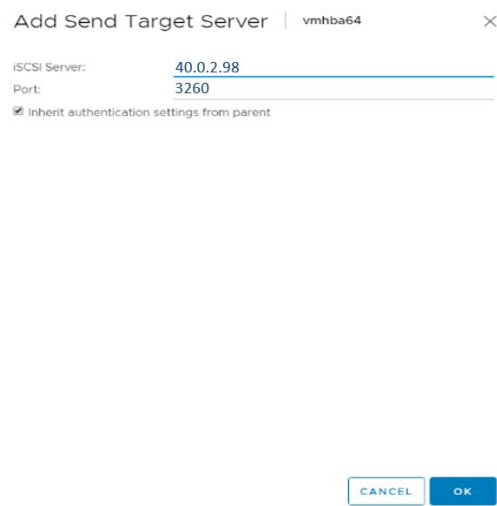 Add Send Target Server | vmhba64
iSCSI Server: 40.0.2.98
Port: 3260
Inherit authentication settings from parent
CANCEL OK